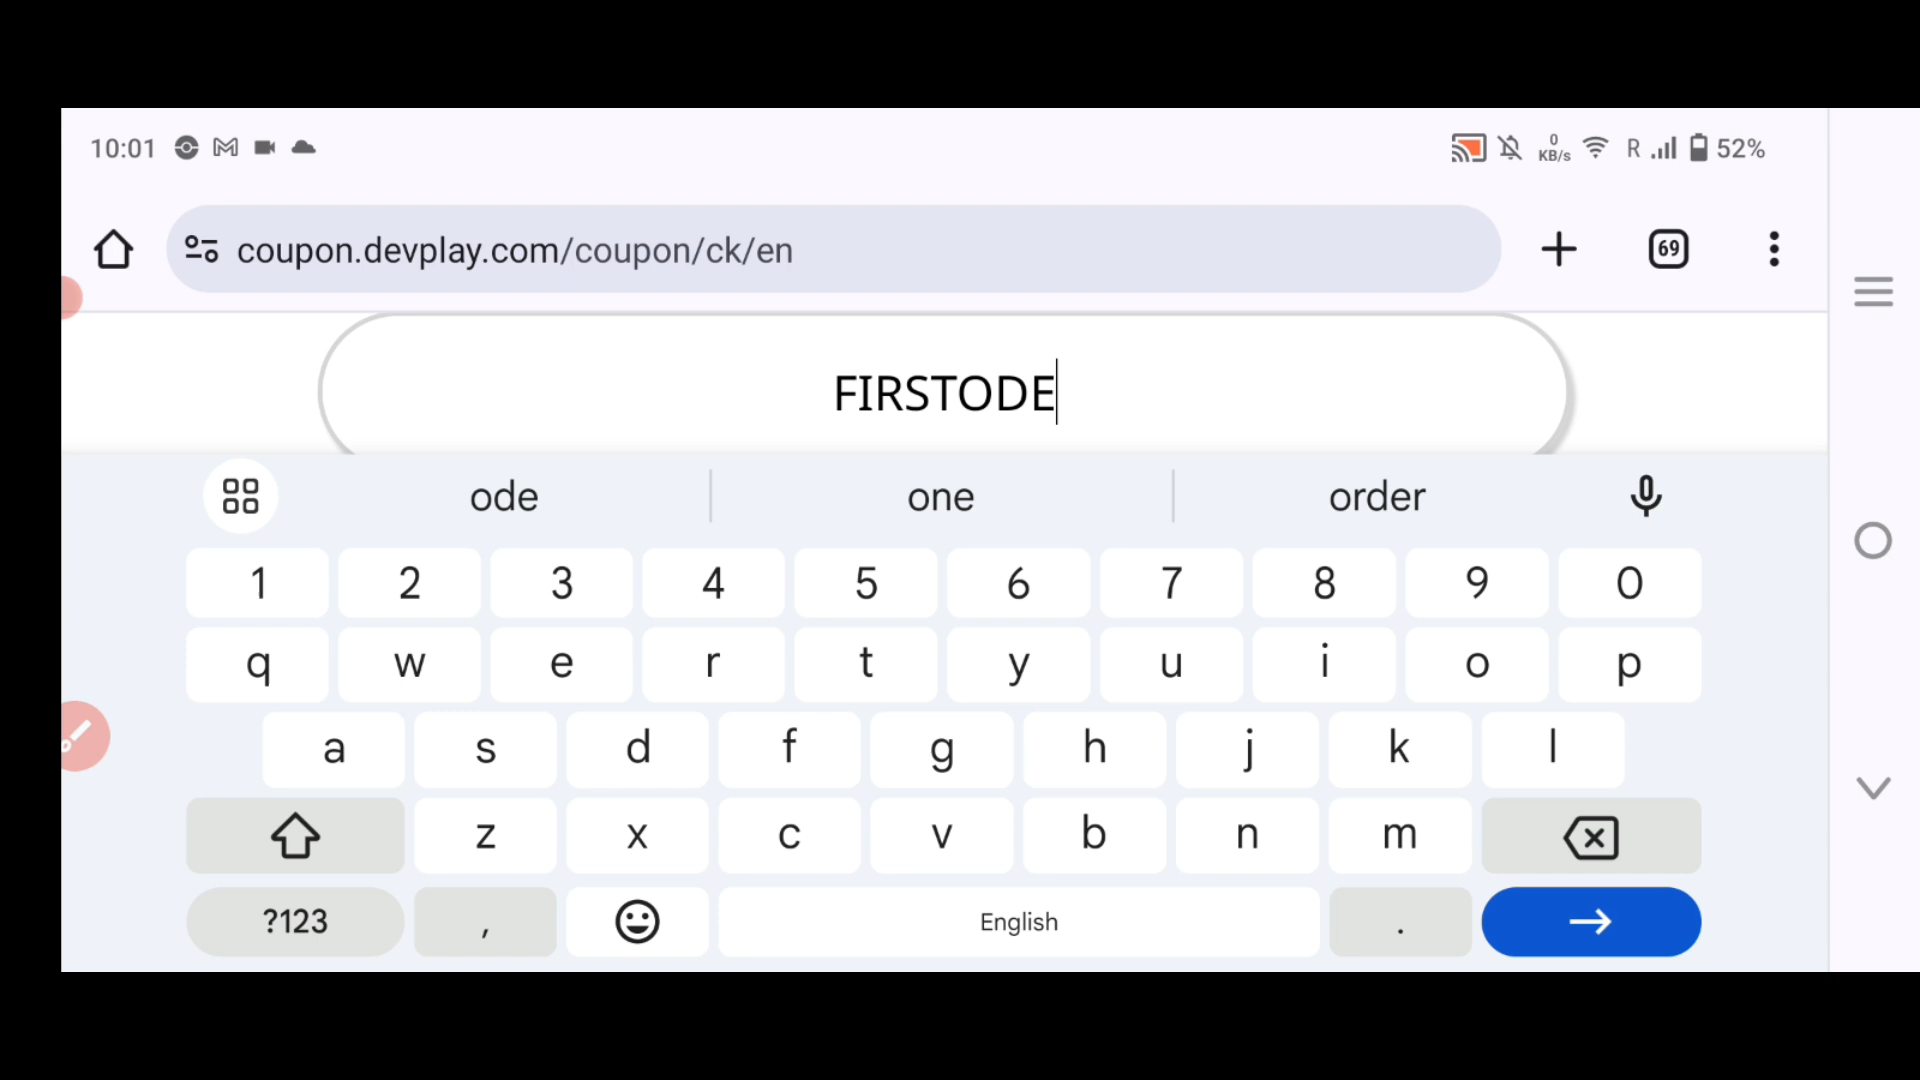 10:01 0 KB/s R 52%
coupon.devplay.com/coupon/ck/en 69
FIRSTODE
ode one order
1 2 3 4 5 6 7 8 9 0
q w e r t y u i o p
a s d f g h j k l
z x c v b n m
?123 , English .